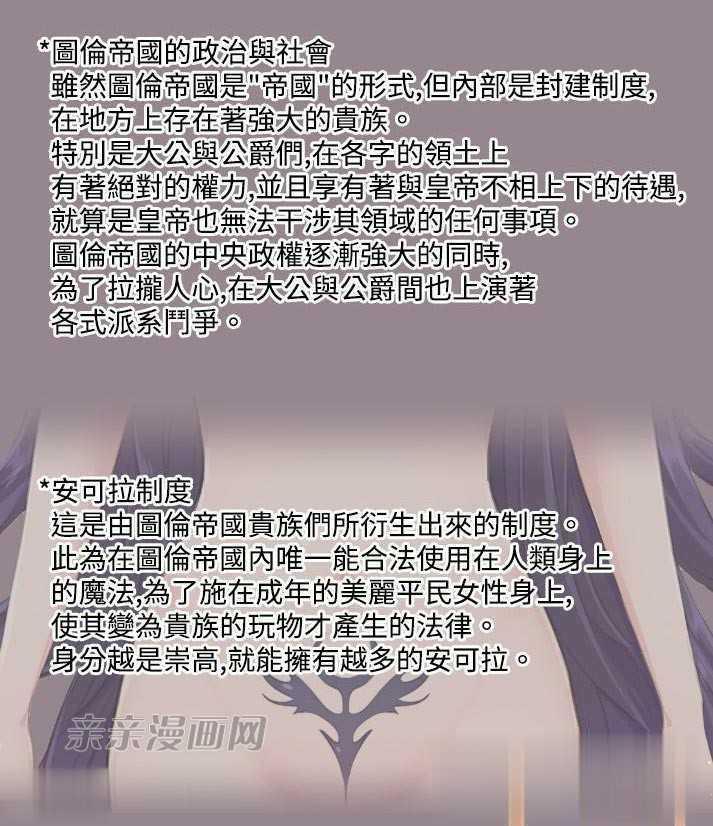 *圖倫帝國的政治與社會
雖然圖倫帝國是"帝國"的形式,但內部是封建制度,
在地方上存在著強大的貴族。
特別是大公與公爵們,在各字的領土上
有著絕對的權力,並且享有著與皇帝不相上下的待遇,
就算是皇帝也無法干涉其領域的任何事項。
圖倫帝國的中央政權逐漸強大的同時,
為了拉攏人心,在大公與公爵間也上演著
各式派系鬥爭。
*安可拉制度
這是由圖倫帝國貴族們所衍生出來的制度。
此為在圖倫帝國內唯一能合法使用在人類身上
的魔法,為了施在成年的美麗平民女性身上,
使其變為貴族的玩物才產生的法律。
身分越是崇高,就能擁有越多的安可拉。
亲亲漫画网